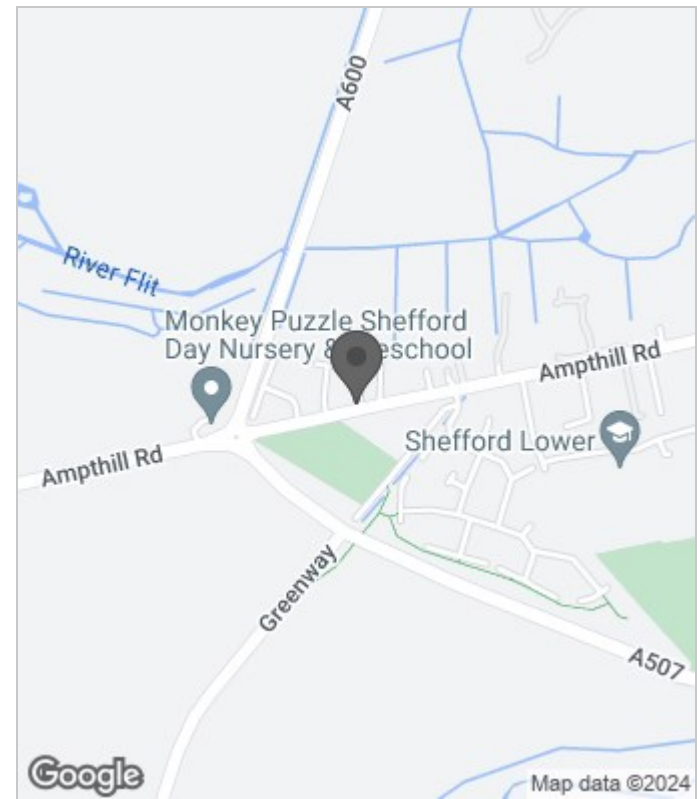 A600
River Flit
Monkey Puzzle Shefford
Day Nursery & eschool
Ampthill Rd
Shefford Lower
Ampthill Rd
Greenway
A507
Google
Map data ©2024